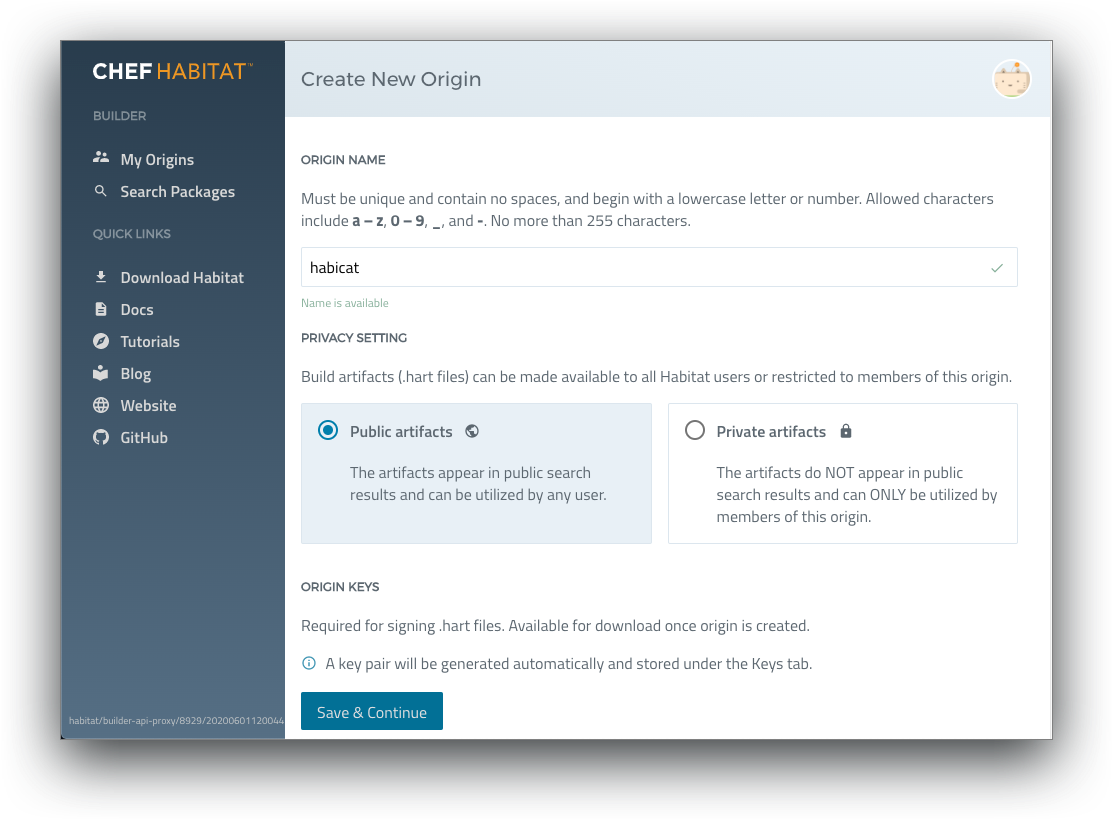 CHEF HABITAT™
BUILDER
My Origins
Search Packages
QUICK LINKS
Download Habitat
Docs
Tutorials
Blog
Website
GitHub
habitat/builder-api-proxy/8929/20200601120044
Create New Origin
ORIGIN NAME
Must be unique and contain no spaces, and begin with a lowercase letter or number. Allowed characters
include a – z, 0 – 9, _, and -. No more than 255 characters.
habicat
Name is available
PRIVACY SETTING
Build artifacts (.hart files) can be made available to all Habitat users or restricted to members of this origin.
Public artifacts
The artifacts appear in public search
results and can be utilized by any user.
Private artifacts
The artifacts do NOT appear in public
search results and can ONLY be utilized by
members of this origin.
ORIGIN KEYS
Required for signing .hart files. Available for download once origin is created.
A key pair will be generated automatically and stored under the Keys tab.
Save & Continue